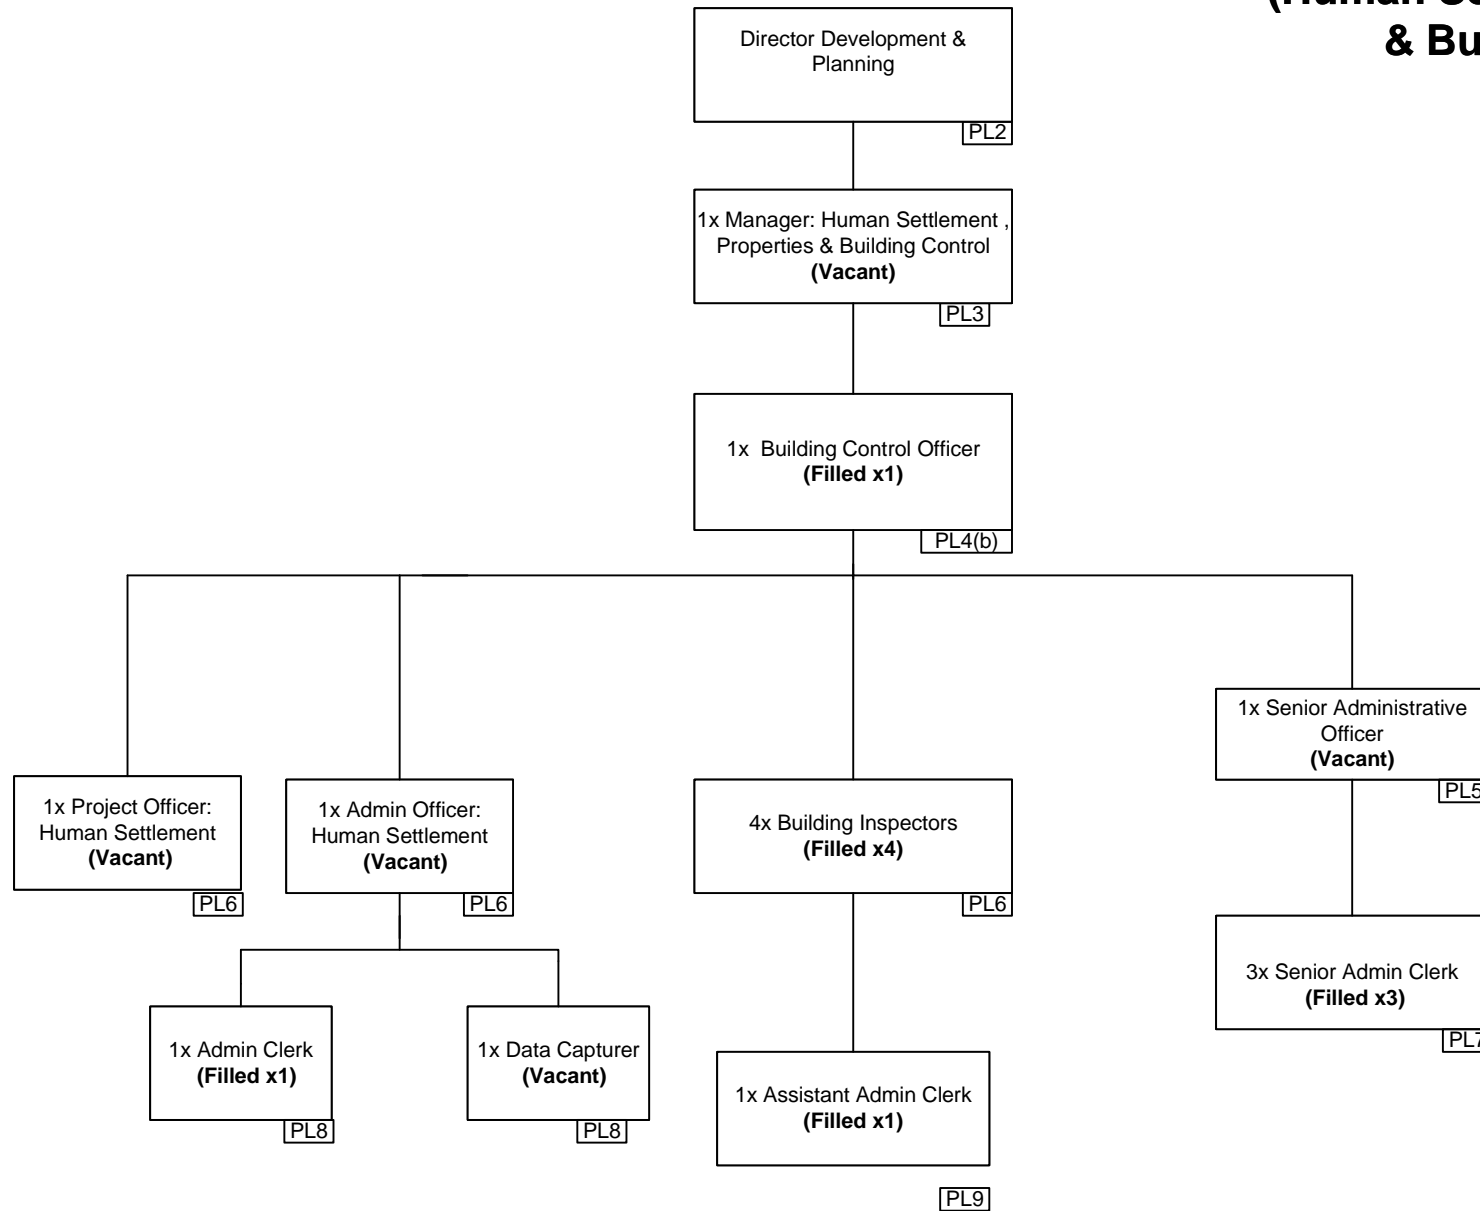 & Bu
Director Development &
Planning
PL2
1x Manager: Human Settlement ,
Properties & Building Control
(Vacant)
PL3
1x Building Control Officer
(Filled x1)
PL4(b)
1x Senior Administrative
Officer
(Vacant)
PL5
1x Project Officer:
Human Settlement
(Vacant)
PL6
1x Admin Officer:
Human Settlement
(Vacant)
PL6
4x Building Inspectors
(Filled x4)
PL6
3x Senior Admin Clerk
(Filled x3)
PL7
1x Admin Clerk
(Filled x1)
PL8
1x Data Capturer
(Vacant)
PL8
1x Assistant Admin Clerk
(Filled x1)
PL9